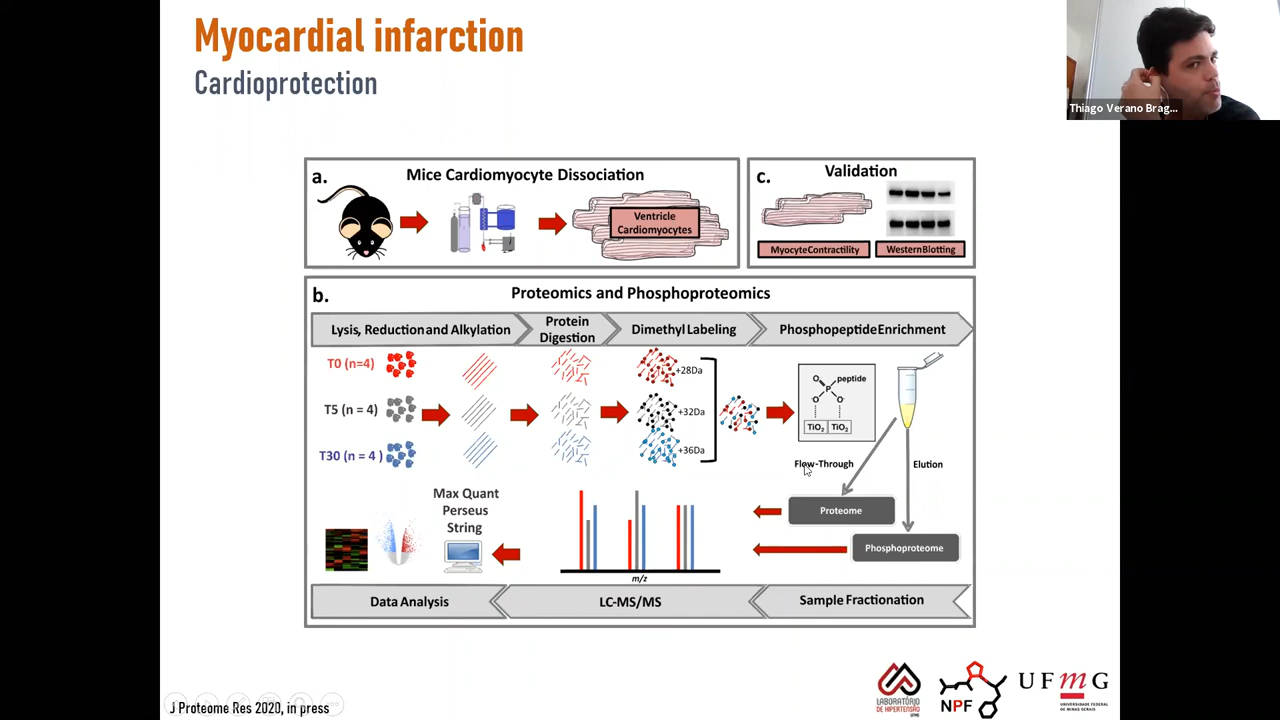 Myocardial infarction
Cardioprotection
Thiago Verano Brag...
a.
Mice Cardiomyocyte Dissociation
Ventricle
Cardiomyocytes
c.
Validation
MyocyteContractility
WesternBlotting
b.
Proteomics and Phosphoproteomics
Lysis, Reduction and Alkylation
Protein
Digestion
Dimethyl Labeling
Phosphopeptide Enrichment
T0 (n=4)
T5 (n = 4)
T30 (n = 4 )
+28Da
+32Da
+36Da
O
peptide
P
O
O
TiO2
TiO2
Flow-Through
Elution
Proteome
Phosphoproteome
Max Quant
Perseus
String
m/z
Data Analysis
LC-MS/MS
Sample Fractionation
J Proteome Res 2020, in press
LABORATÓRIO
DE HIPERTENSÃO
UFMG
NPF
UFmG
UNIVERSIDADE FEDERAL
DE MINAS GERAIS